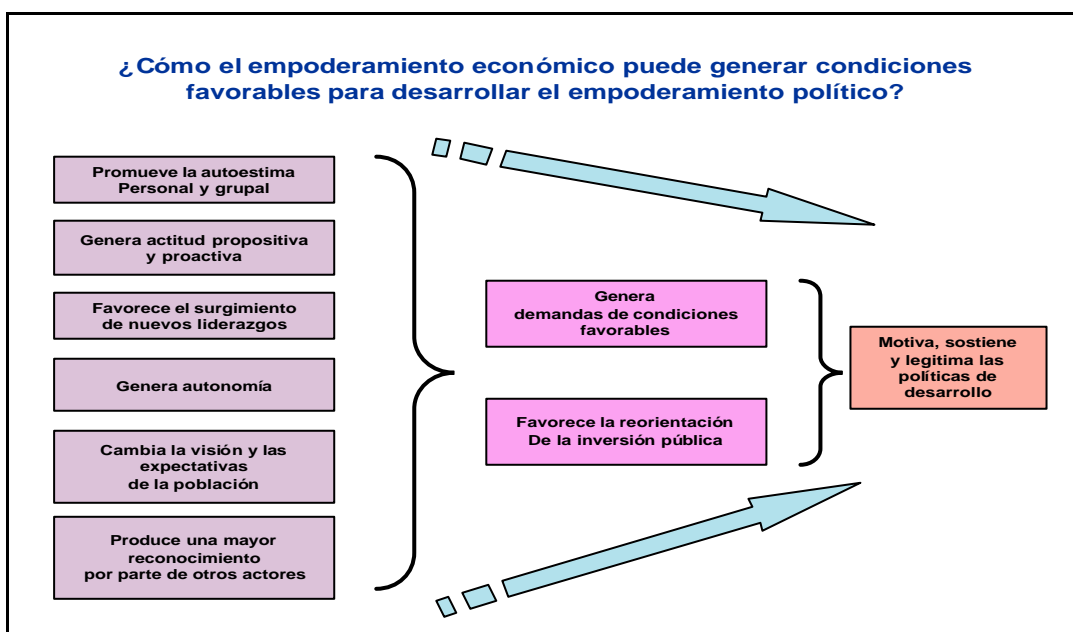 ¿Cómo el empoderamiento económico puede generar condiciones
favorables para desarrollar el empoderamiento político?
Promueve la autoestima
Personal y grupal
Genera actitud propositiva
y proactiva
Favorece el surgimiento
de nuevos liderazgos
Genera autonomía
Cambia la visión y las
expectativas
de la población
Produce una mayor
reconocimiento
por parte de otros actores
Genera
demandas de condiciones
favorables
Favorece la reorientación
De la inversión pública
Motiva, sostiene
y legitima las
políticas de
desarrollo